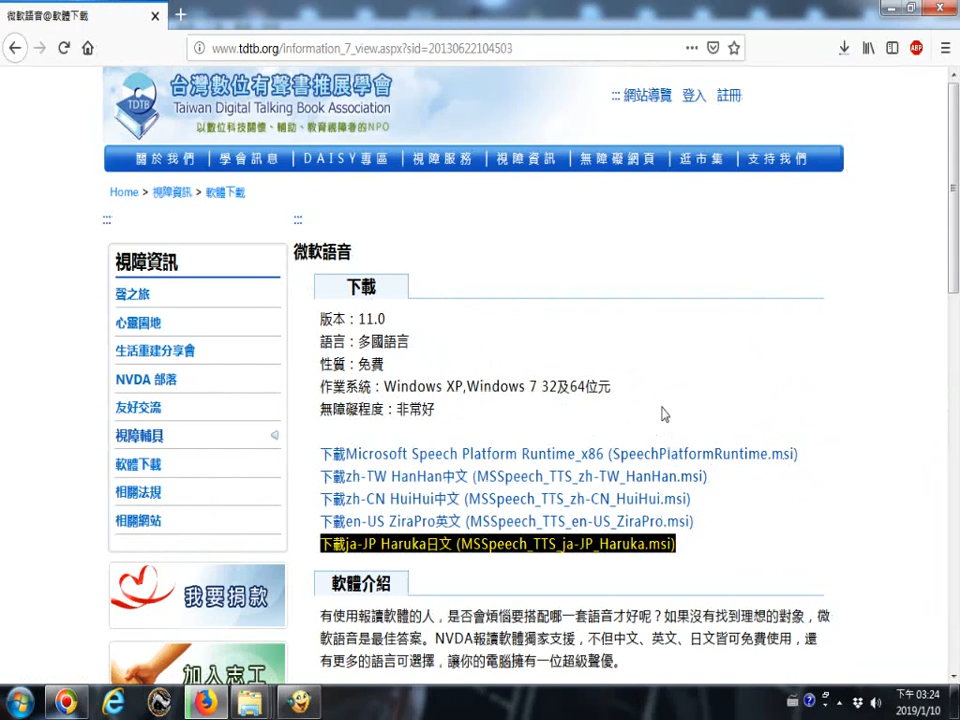 微軟語音@軟體下載
www.tdtb.org/information_7_view.aspx?sid=20130622104503
ABP
TDTB
台灣數位有聲書推展學會
Taiwan Digital Talking Book Association
以數位科技關懷、輔助、教育視障者的NPO
::: 網站導覽 登入 註冊
關於我們 | 學會訊息 | DAISY專區 | 視障服務 | 視障資訊 | 無障礙網頁 | 逛市集 | 支持我們
Home > 視障資訊 > 軟體下載
:::
:::
視障資訊
聲之旅
心靈園地
生活重建分享會
NVDA 部落
友好交流
視障輔具
軟體下載
相關法規
相關網站
我要捐款
加入志工
微軟語音
下載
版本：11.0
語言：多國語言
性質：免費
作業系統：Windows XP,Windows 7 32及64位元
無障礙程度：非常好
下載Microsoft Speech Platform Runtime_x86 (SpeechPlatformRuntime.msi)
下載zh-TW HanHan中文 (MSSpeech_TTS_zh-TW_HanHan.msi)
下載zh-CN HuiHui中文 (MSSpeech_TTS_zh-CN_HuiHui.msi)
下載en-US ZiraPro英文 (MSSpeech_TTS_en-US_ZiraPro.msi)
下載ja-JP Haruka日文 (MSSpeech_TTS_ja-JP_Haruka.msi)
軟體介紹
有使用報讀軟體的人，是否會煩惱要搭配哪一套語音才好呢？如果沒有找到理想的對象，微
軟語音是最佳答案。NVDA報讀軟體獨家支援，不但中文、英文、日文皆可免費使用，還
有更多的語言可選擇，讓你的電腦擁有一位超級聲優。
下午 03:24
2019/1/10